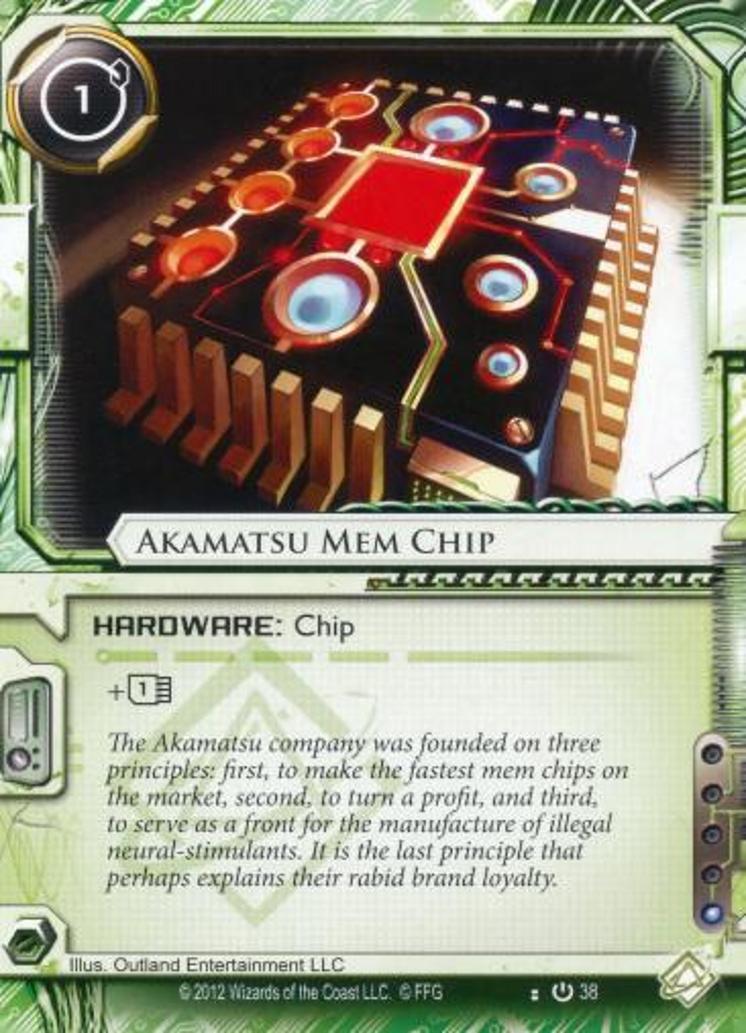 1
AKAMATSU MEM CHIP
HARDWARE: Chip
+1
The Akamatsu company was founded on three
principles: first, to make the fastest mem chips on
the market, second, to turn a profit, and third,
to serve as a front for the manufacture of illegal
neural-stimulants. It is the last principle that
perhaps explains their rabid brand loyalty.
Illus. Outland Entertainment LLC
© 2012 Wizards of the Coast LLC. © FFG
38